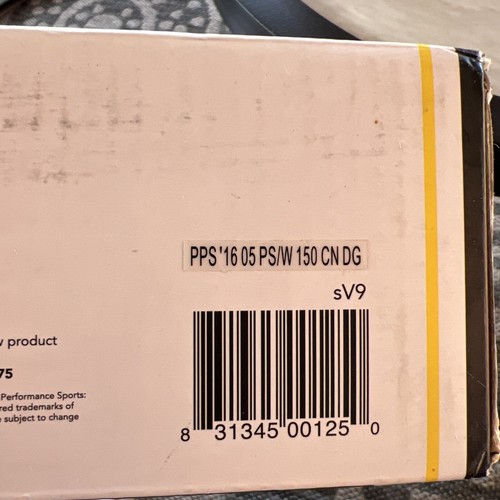 PPS '16 05 PS/W 150 CN DG
sV9
product
75
Performance Sports:
red trademarks of
subject to change
8 31345 00125 0